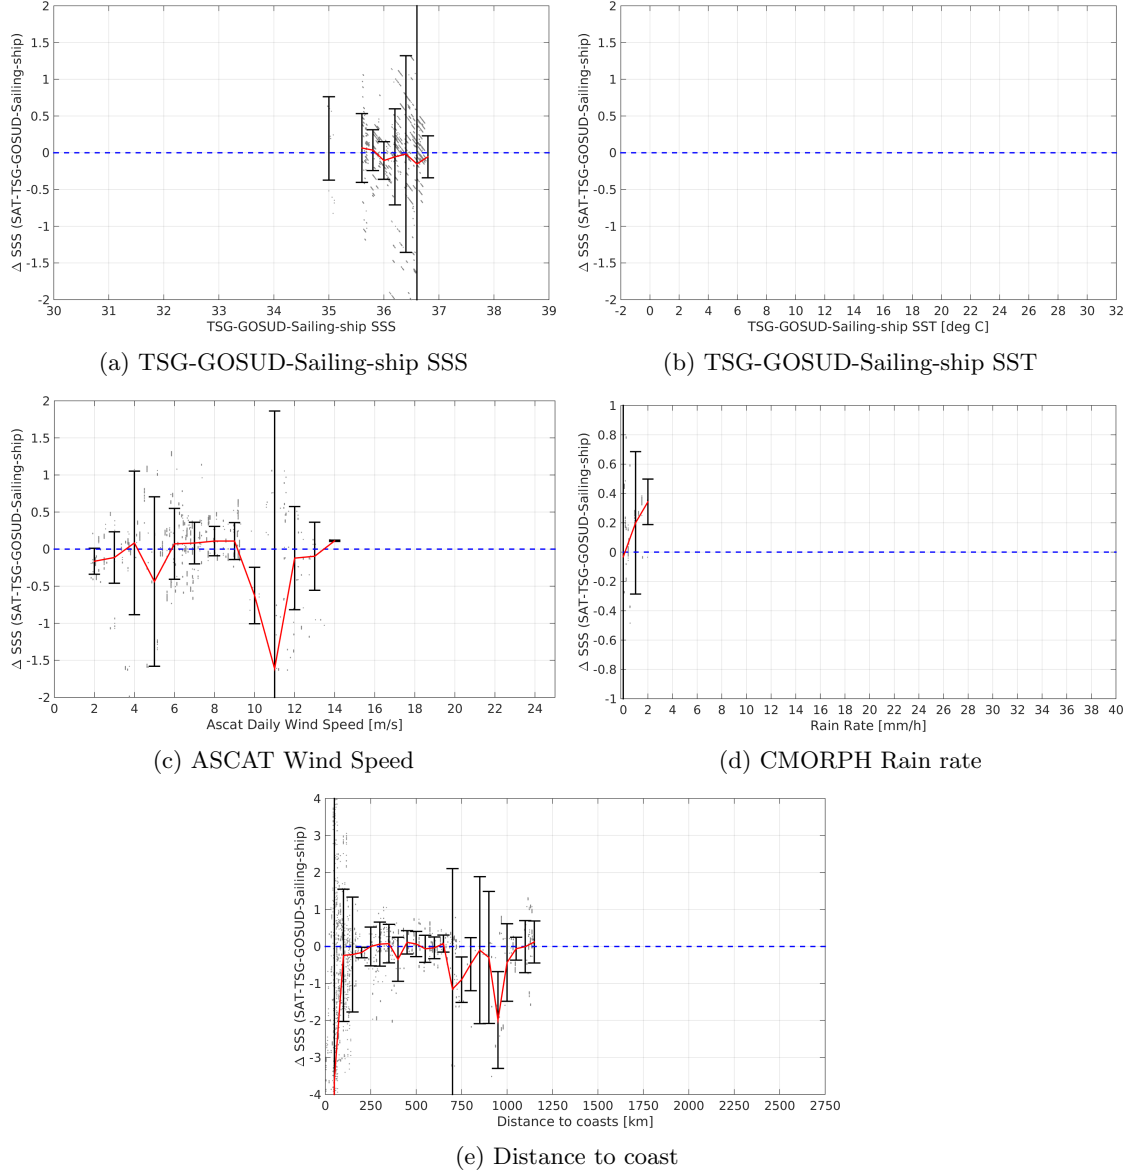 2
1.5
1
0.5
0
-0.5
-1
-1.5
-2
Δ SSS (SAT-TSG-GOSUD-Sailing-ship)
30 31 32 33 34 35 36 37 38 39
TSG-GOSUD-Sailing-ship SSS
(a) TSG-GOSUD-Sailing-ship SSS
2
1.5
1
0.5
0
-0.5
-1
-1.5
-2
Δ SSS (SAT-TSG-GOSUD-Sailing-ship)
-2 0 2 4 6 8 10 12 14 16 18 20 22 24 26 28 30 32
TSG-GOSUD-Sailing-ship SST [deg C]
(b) TSG-GOSUD-Sailing-ship SST
2
1.5
1
0.5
0
-0.5
-1
-1.5
-2
Δ SSS (SAT-TSG-GOSUD-Sailing-ship)
0 2 4 6 8 10 12 14 16 18 20 22 24
Ascat Daily Wind Speed [m/s]
(c) ASCAT Wind Speed
1
0.8
0.6
0.4
0.2
0
-0.2
-0.4
-0.6
-0.8
-1
Δ SSS (SAT-TSG-GOSUD-Sailing-ship)
0 2 4 6 8 10 12 14 16 18 20 22 24 26 28 30 32 34 36 38 40
Rain Rate [mm/h]
(d) CMORPH Rain rate
4
3
2
1
0
-1
-2
-3
-4
Δ SSS (SAT-TSG-GOSUD-Sailing-ship)
0 250 500 750 1000 1250 1500 1750 2000 2250 2500 2750
Distance to coasts [km]
(e) Distance to coast